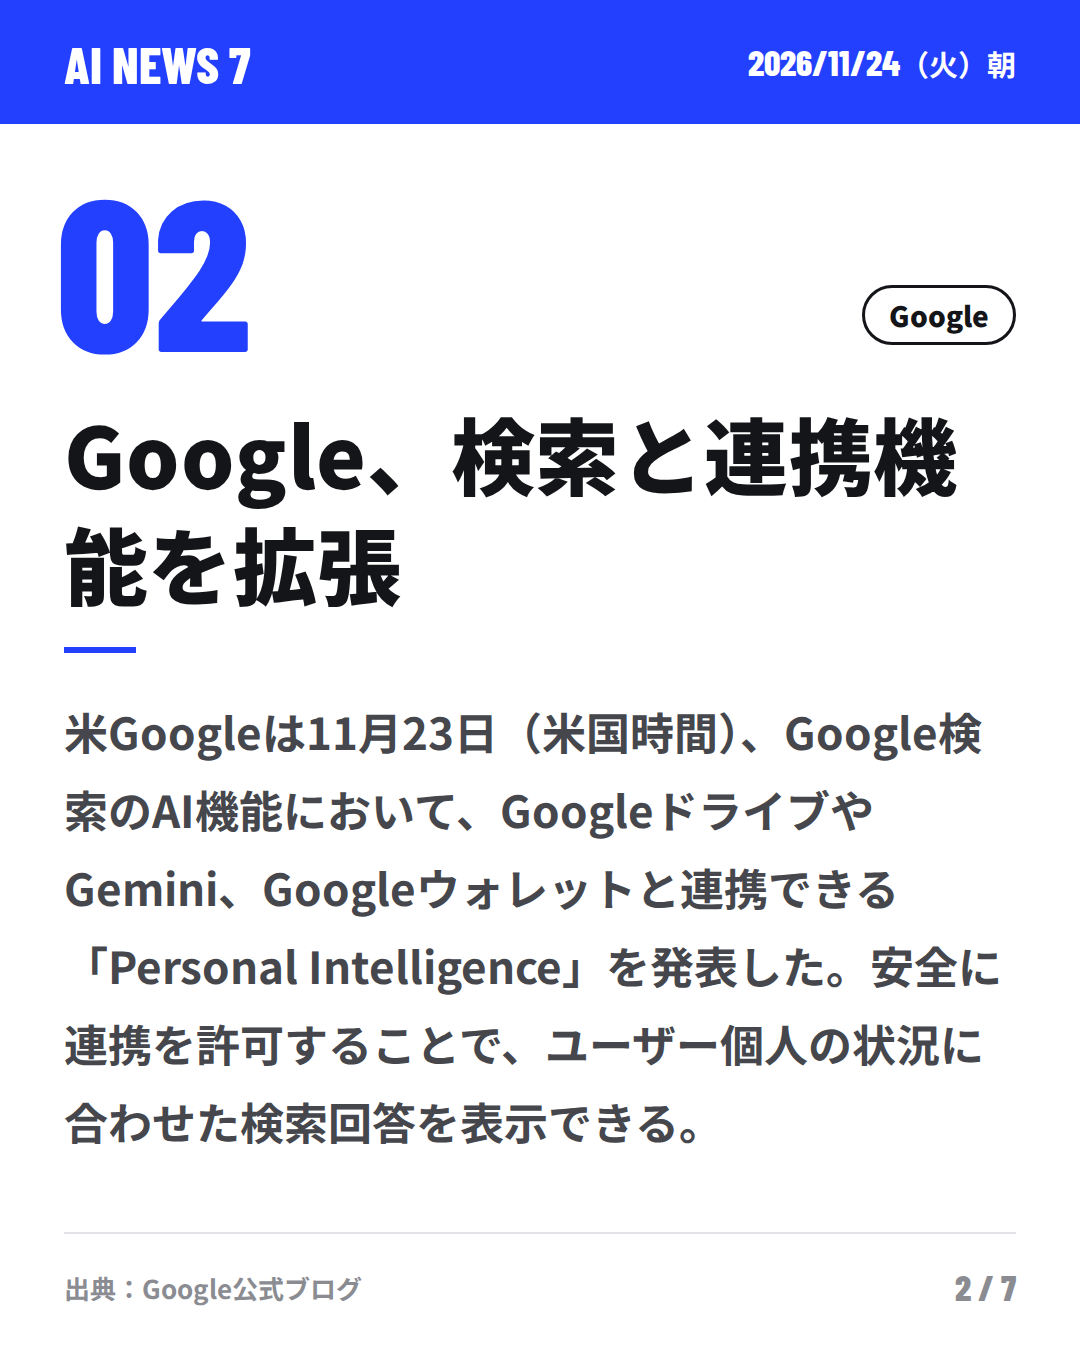 AI NEWS 7
2026/11/24（火）朝
02
Google
Google、検索と連携機
能を拡張
米Googleは11月23日（米国時間）、Google検
索のAI機能において、Googleドライブや
Gemini、Googleウォレットと連携できる
「Personal Intelligence」を発表した。安全に
連携を許可することで、ユーザー個人の状況に
合わせた検索回答を表示できる。
出典：Google公式ブログ
2 / 7